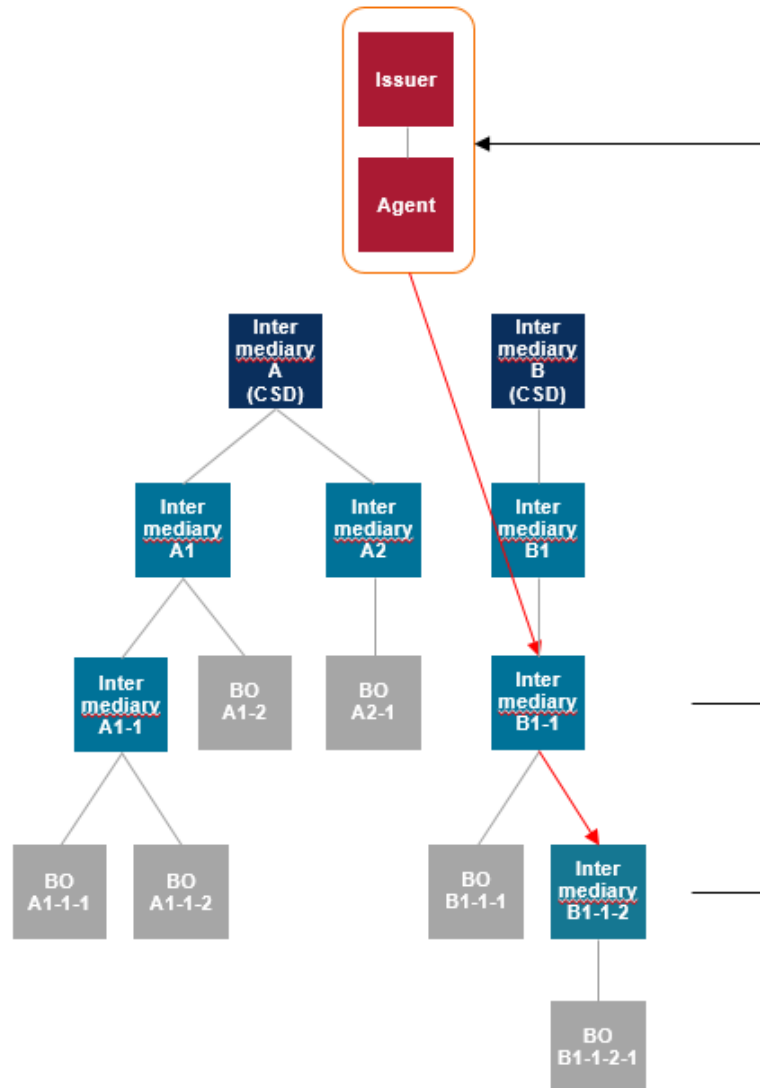 Issuer
Agent
Inter
mediary
A
(CSD)
Inter
mediary
B
(CSD)
Inter
mediary
A1
Inter
mediary
A2
Inter
mediary
B1
Inter
mediary
A1-1
BO
A1-2
BO
A2-1
Inter
mediary
B1-1
BO
A1-1-1
BO
A1-1-2
BO
B1-1-1
Inter
mediary
B1-1-2
BO
B1-1-2-1